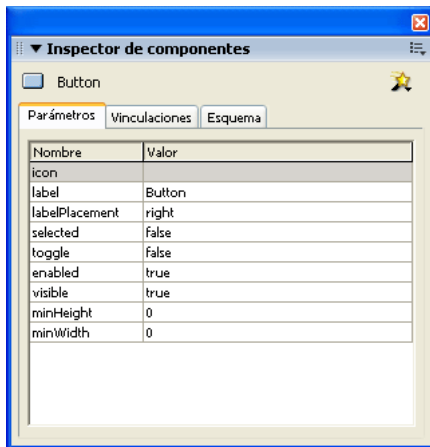 Inspector de componentes
Button
Parámetros Vinculaciones Esquema
Nombre Valor
icon
label Button
labelPlacement right
selected false
toggle false
enabled true
visible true
minHeight 0
minWidth 0